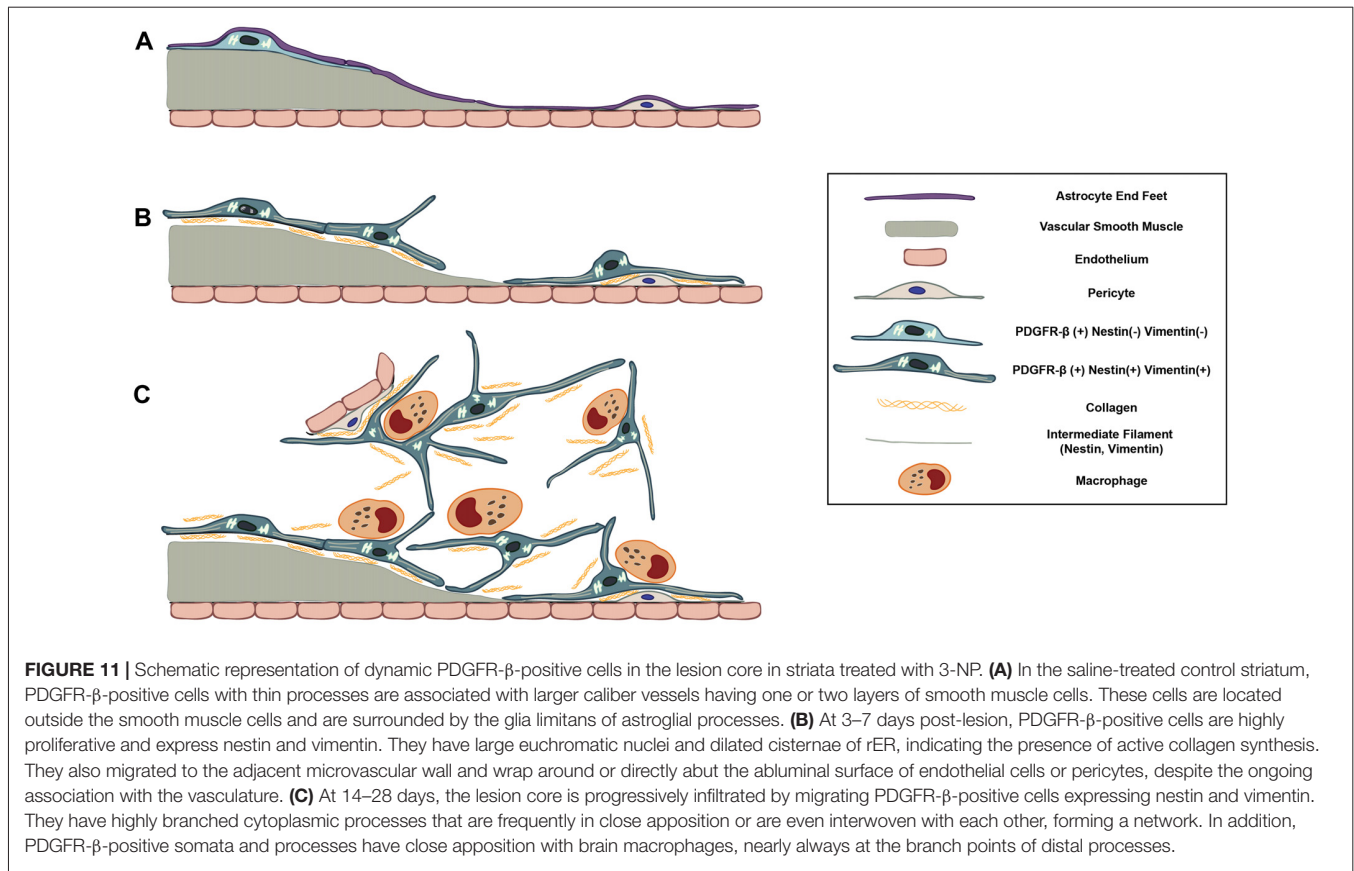 A
B
C
Astrocyte End Feet
Vascular Smooth Muscle
Endothelium
Pericyte
PDGFR-β (+) Nestin(-) Vimentin(-)
PDGFR-β (+) Nestin(+) Vimentin(+)
Collagen
Intermediate Filament
(Nestin, Vimentin)
Macrophage
FIGURE 11 | Schematic representation of dynamic PDGFR-β-positive cells in the lesion core in striata treated with 3-NP. (A) In the saline-treated control striatum,
PDGFR-β-positive cells with thin processes are associated with larger caliber vessels having one or two layers of smooth muscle cells. These cells are located
outside the smooth muscle cells and are surrounded by the glia limitans of astroglial processes. (B) At 3–7 days post-lesion, PDGFR-β-positive cells are highly
proliferative and express nestin and vimentin. They have large euchromatic nuclei and dilated cisternae of rER, indicating the presence of active collagen synthesis.
They also migrated to the adjacent microvascular wall and wrap around or directly abut the abluminal surface of endothelial cells or pericytes, despite the ongoing
association with the vasculature. (C) At 14–28 days, the lesion core is progressively infiltrated by migrating PDGFR-β-positive cells expressing nestin and vimentin.
They have highly branched cytoplasmic processes that are frequently in close apposition or are even interwoven with each other, forming a network. In addition,
PDGFR-β-positive somata and processes have close apposition with brain macrophages, nearly always at the branch points of distal processes.